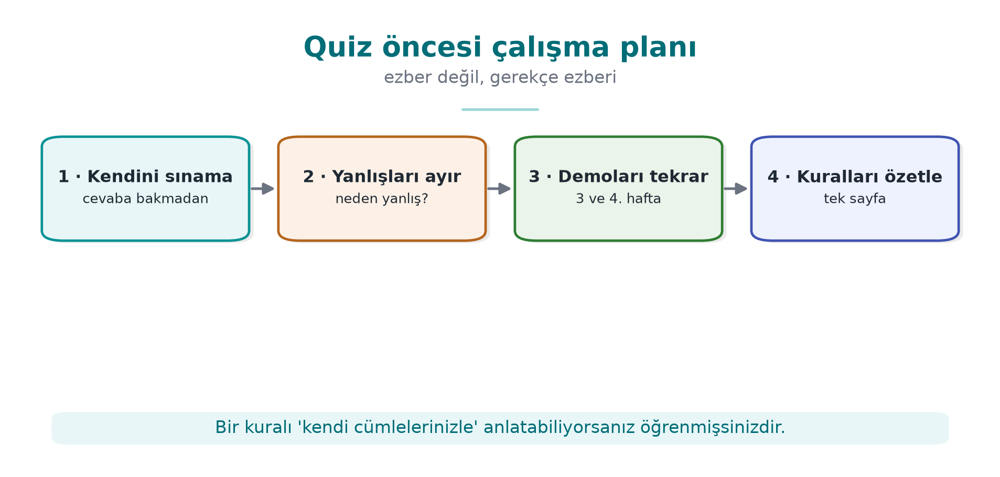 Quiz öncesi çalışma planı
ezber değil, gerekçe ezberi
1 · Kendini sınama
cevaba bakmadan
2 · Yanlışları ayır
neden yanlış?
3 · Demoları tekrar
3 ve 4. hafta
4 · Kuralları özetle
tek sayfa
Bir kuralı 'kendi cümlelerinizle' anlatabiliyorsanız öğrenmişsinizdir.